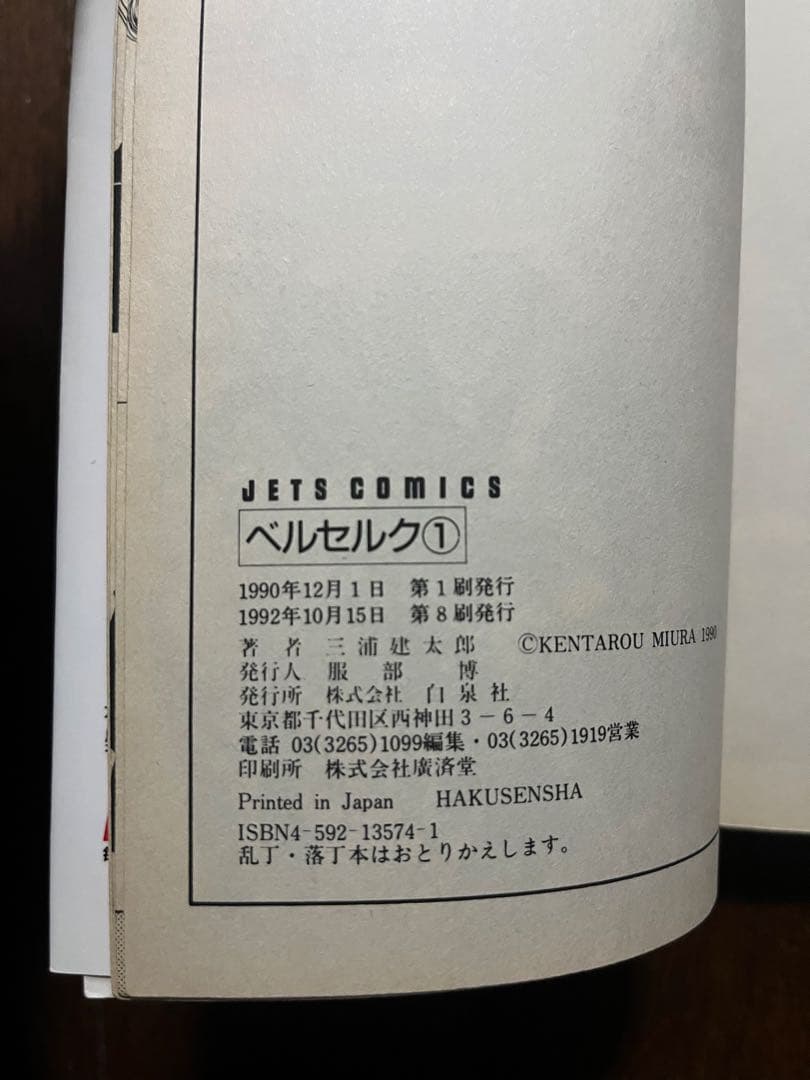 JETS COMICS
ベルセルク①
1990年12月1日 第1刷発行
1992年10月15日 第8刷発行
著者 三浦建太郎 ©KENTAROU MIURA 1990
発行人 服部 博
発行所 株式会社 白泉社
東京都千代田区西神田3-6-4
電話 03(3265)1099編集・03(3265)1919営業
印刷所 株式会社廣済堂
Printed in Japan HAKUSENSHA
ISBN4-592-13574-1
乱丁・落丁本はおとりかえします。